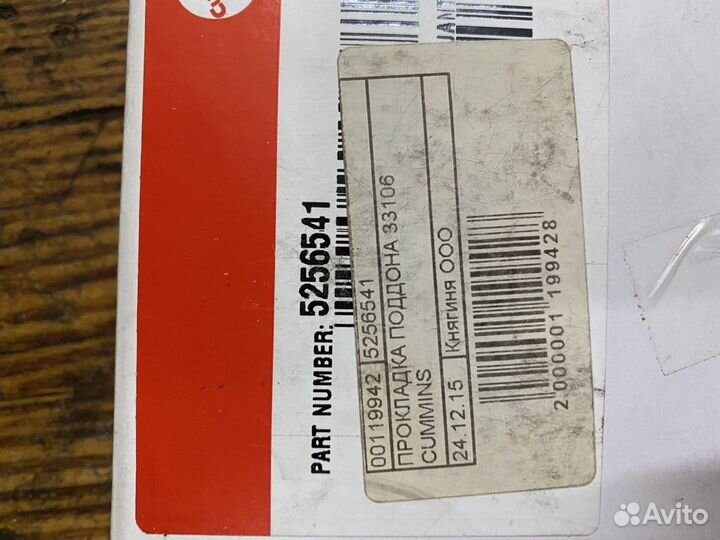 PART NUMBER: 5256541
00119942 5256541
ПРОКЛАДКА ПОДДОНА 33106
CUMMINS
24.12.15 Княгиня ООО
2 000001 199428
Avito